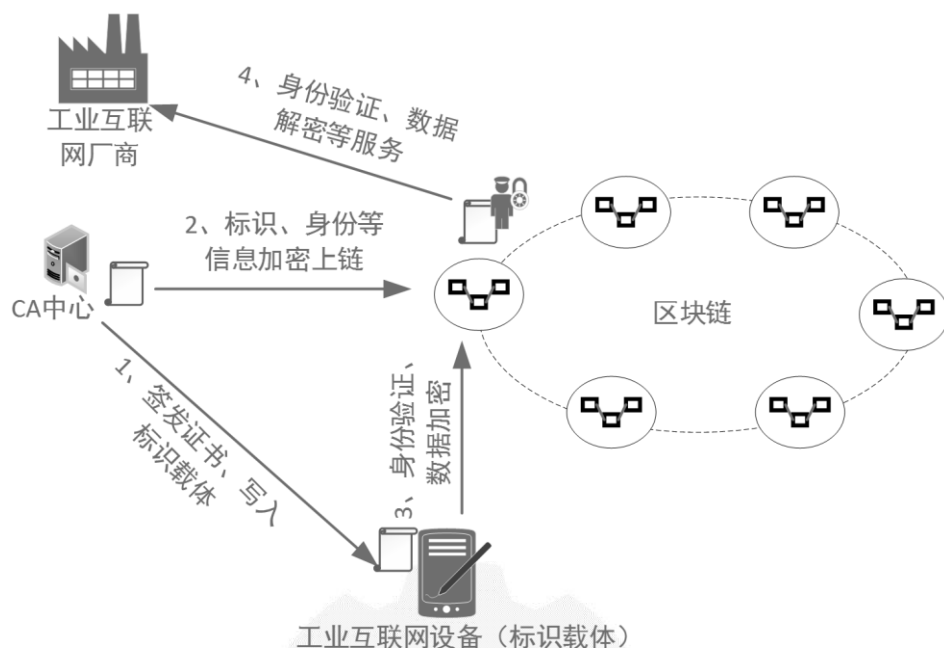 工业互联
网厂商
4、身份验证、数据
解密等服务
2、标识、身份等
信息加密上链
CA中心
区块链
1、签发证书、写入
标识载体
3、身份验证、
数据加密
工业互联网设备（标识载体）